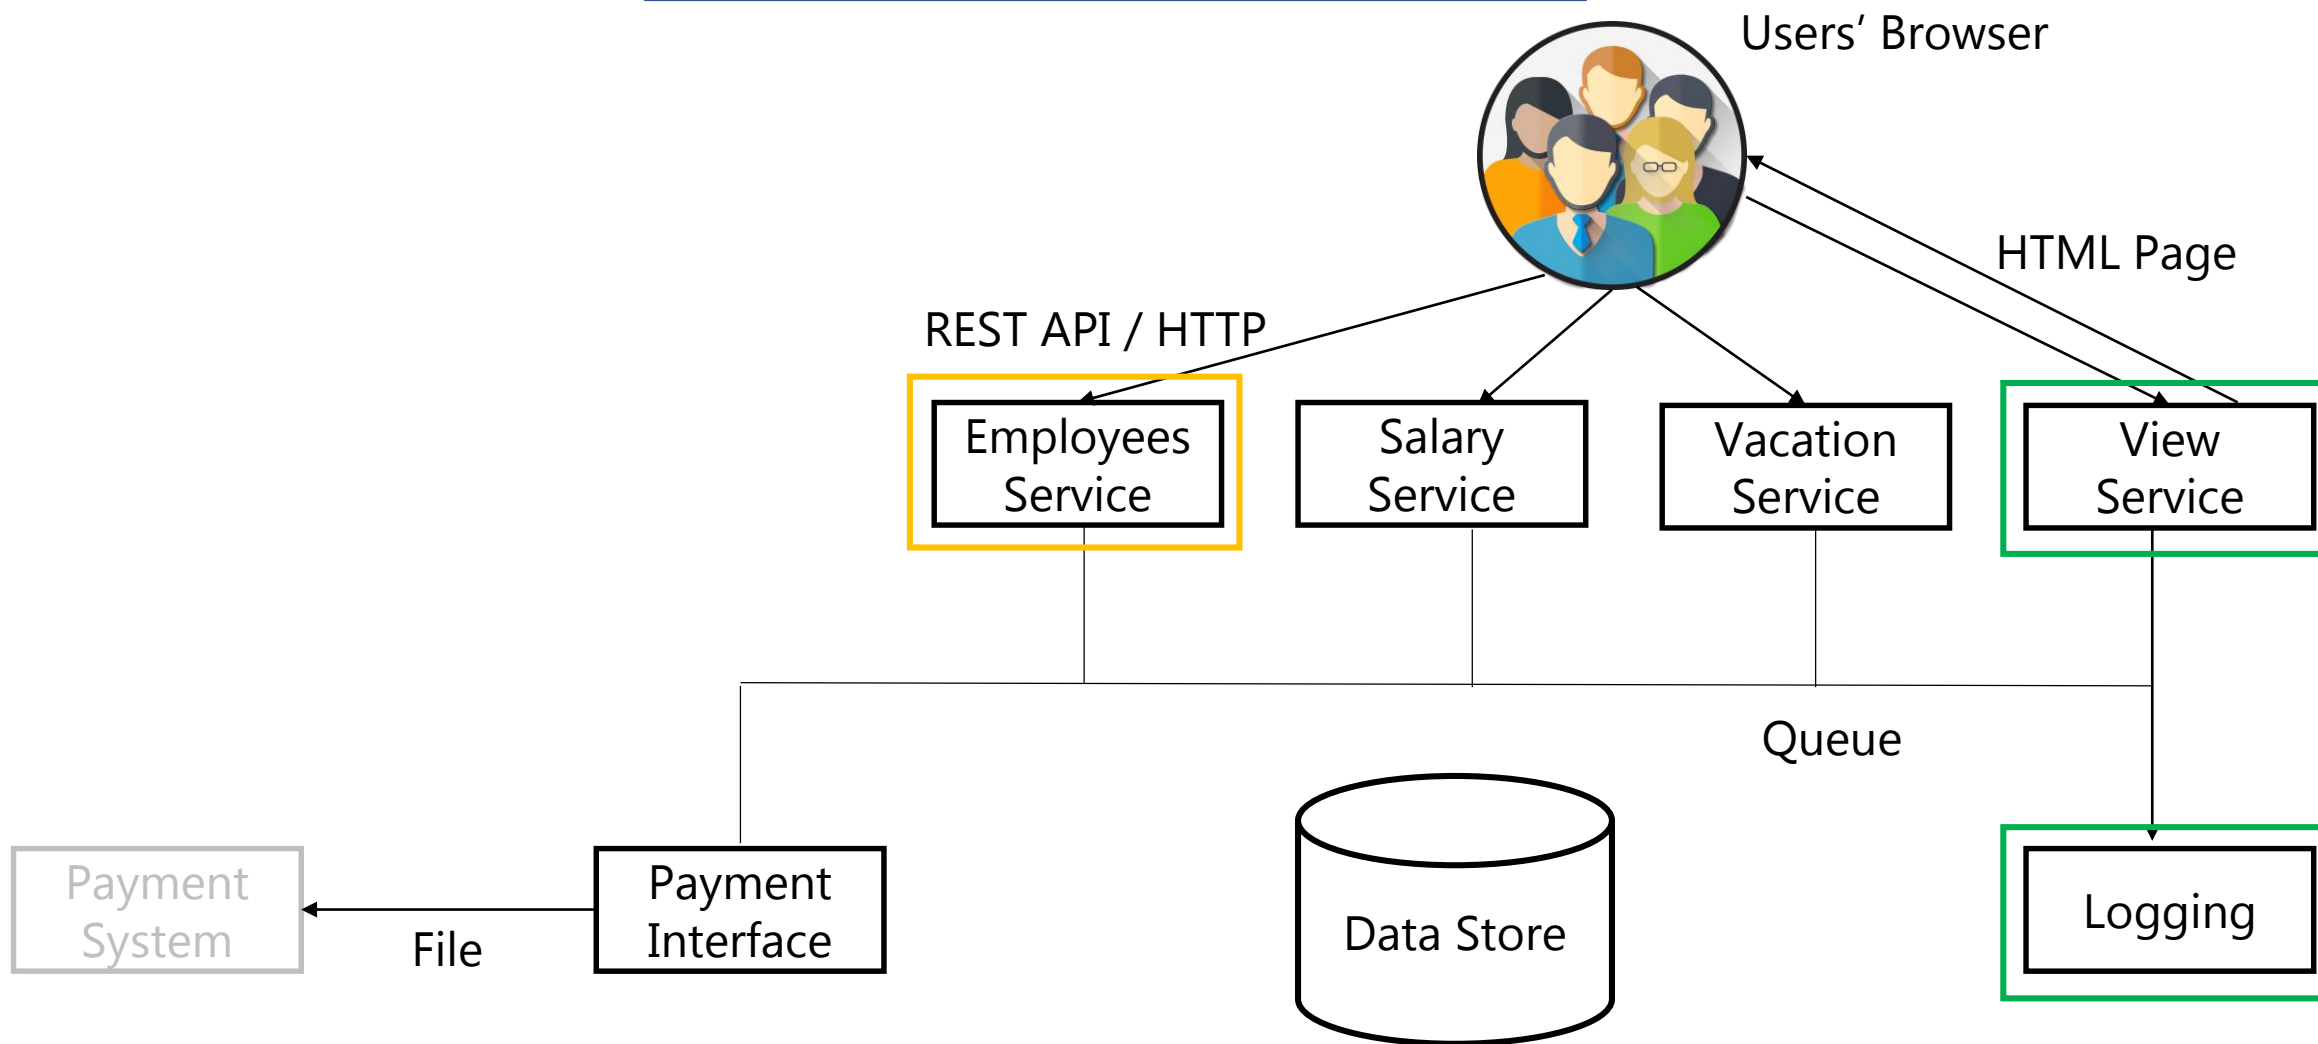 Users’ Browser
HTML Page
REST API / HTTP
Employees
Service
Salary
Service
Vacation
Service
View
Service
Queue
Payment
System
File
Payment
Interface
Data Store
Logging